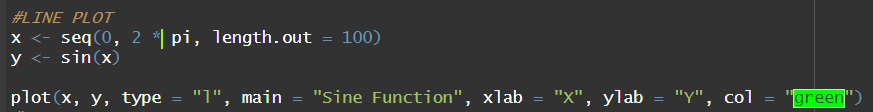 #LINE PLOT
x <- seq(0, 2 * pi, length.out = 100)
y <- sin(x)
plot(x, y, type = "l", main = "Sine Function", xlab = "X", ylab = "Y", col = "green")